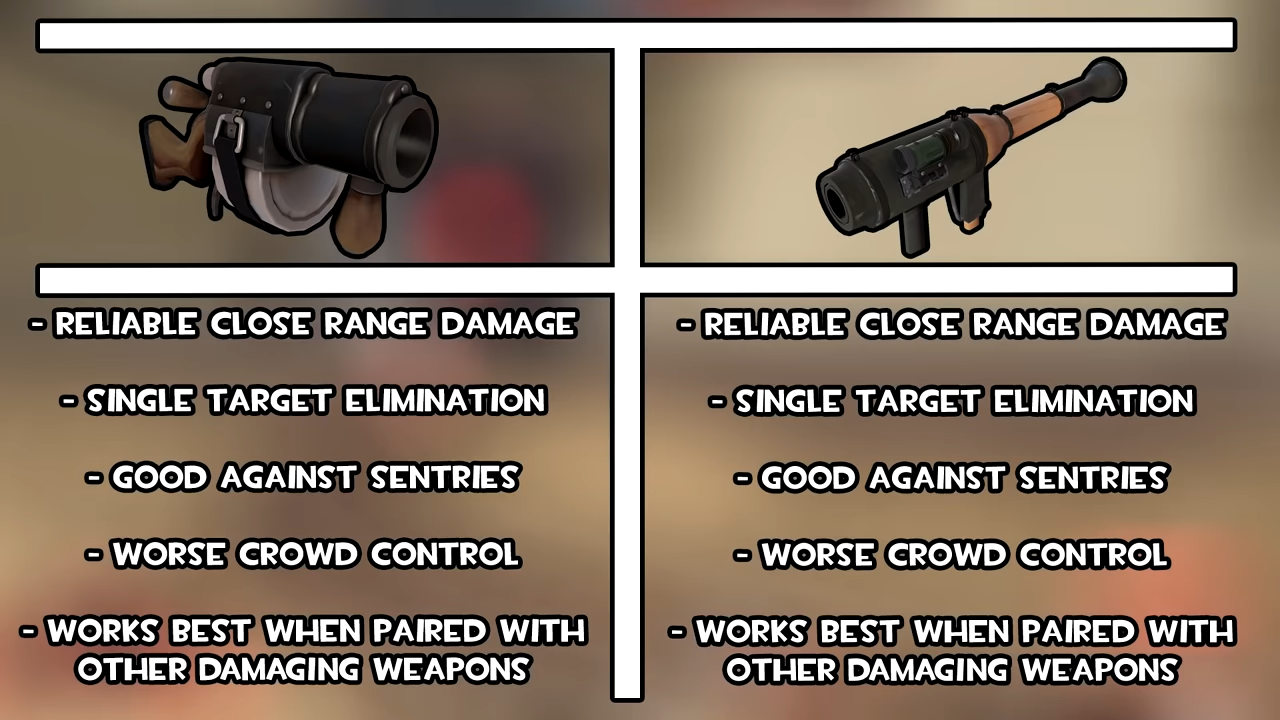 - RELIABLE CLOSE RANGE DAMAGE
- SINGLE TARGET ELIMINATION
- GOOD AGAINST SENTRIES
- WORSE CROWD CONTROL
- WORKS BEST WHEN PAIRED WITH
OTHER DAMAGING WEAPONS
- RELIABLE CLOSE RANGE DAMAGE
- SINGLE TARGET ELIMINATION
- GOOD AGAINST SENTRIES
- WORSE CROWD CONTROL
- WORKS BEST WHEN PAIRED WITH
OTHER DAMAGING WEAPONS